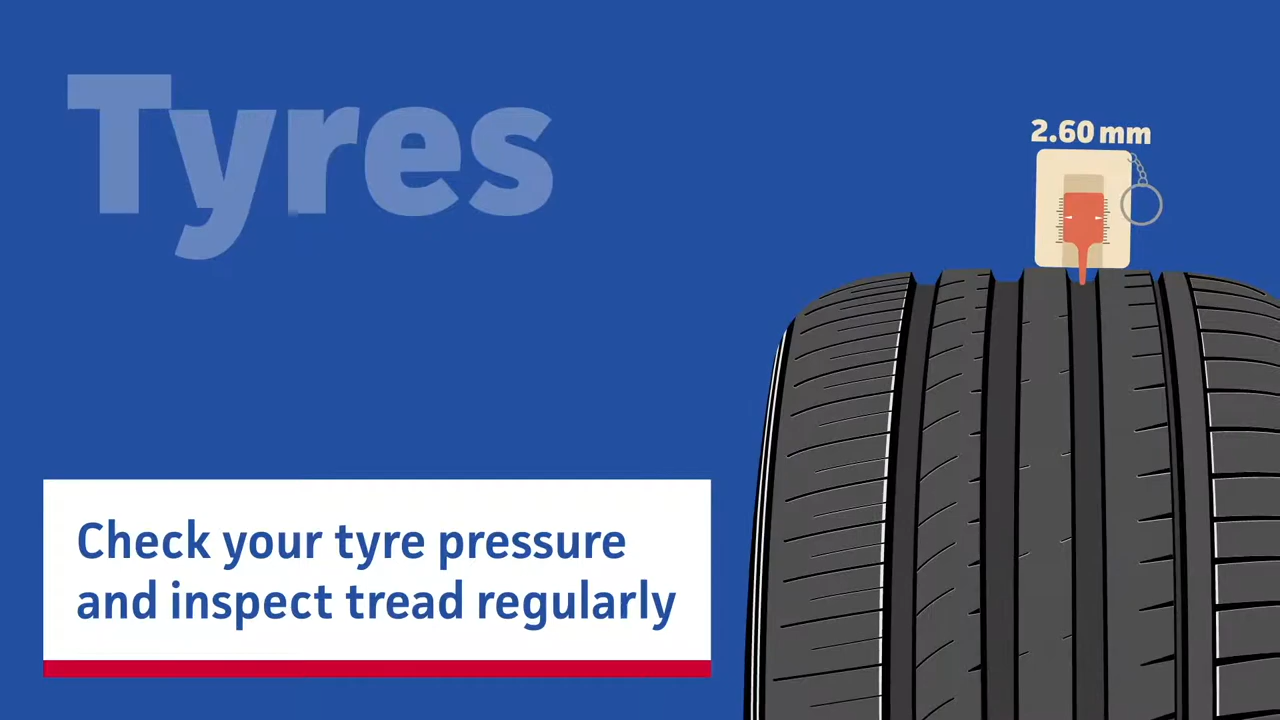 Tyres
2.60 mm
Check your tyre pressure
and inspect tread regularly